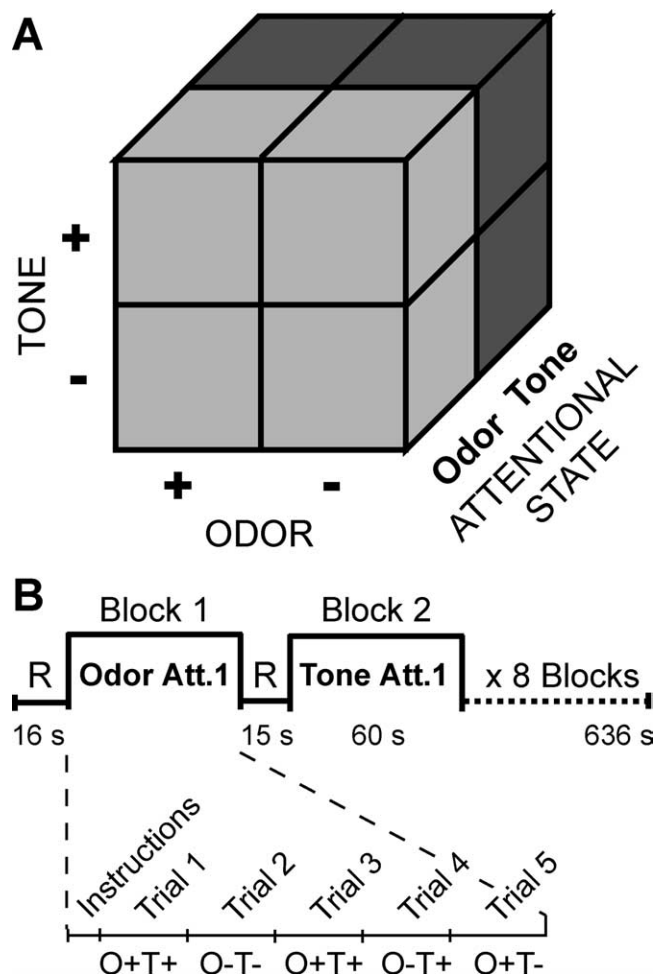 A
+
TONE
-
+
-
ODOR
Odor Tone
ATTENTIONAL
STATE
B
Block 1
Block 2
R
Odor Att.1
R
Tone Att.1
x 8 Blocks
16 s
15 s
60 s
636 s
Instructions
Trial 1
Trial 2
Trial 3
Trial 4
Trial 5
O+T+
O-T-
O+T+
O-T+
O+T-